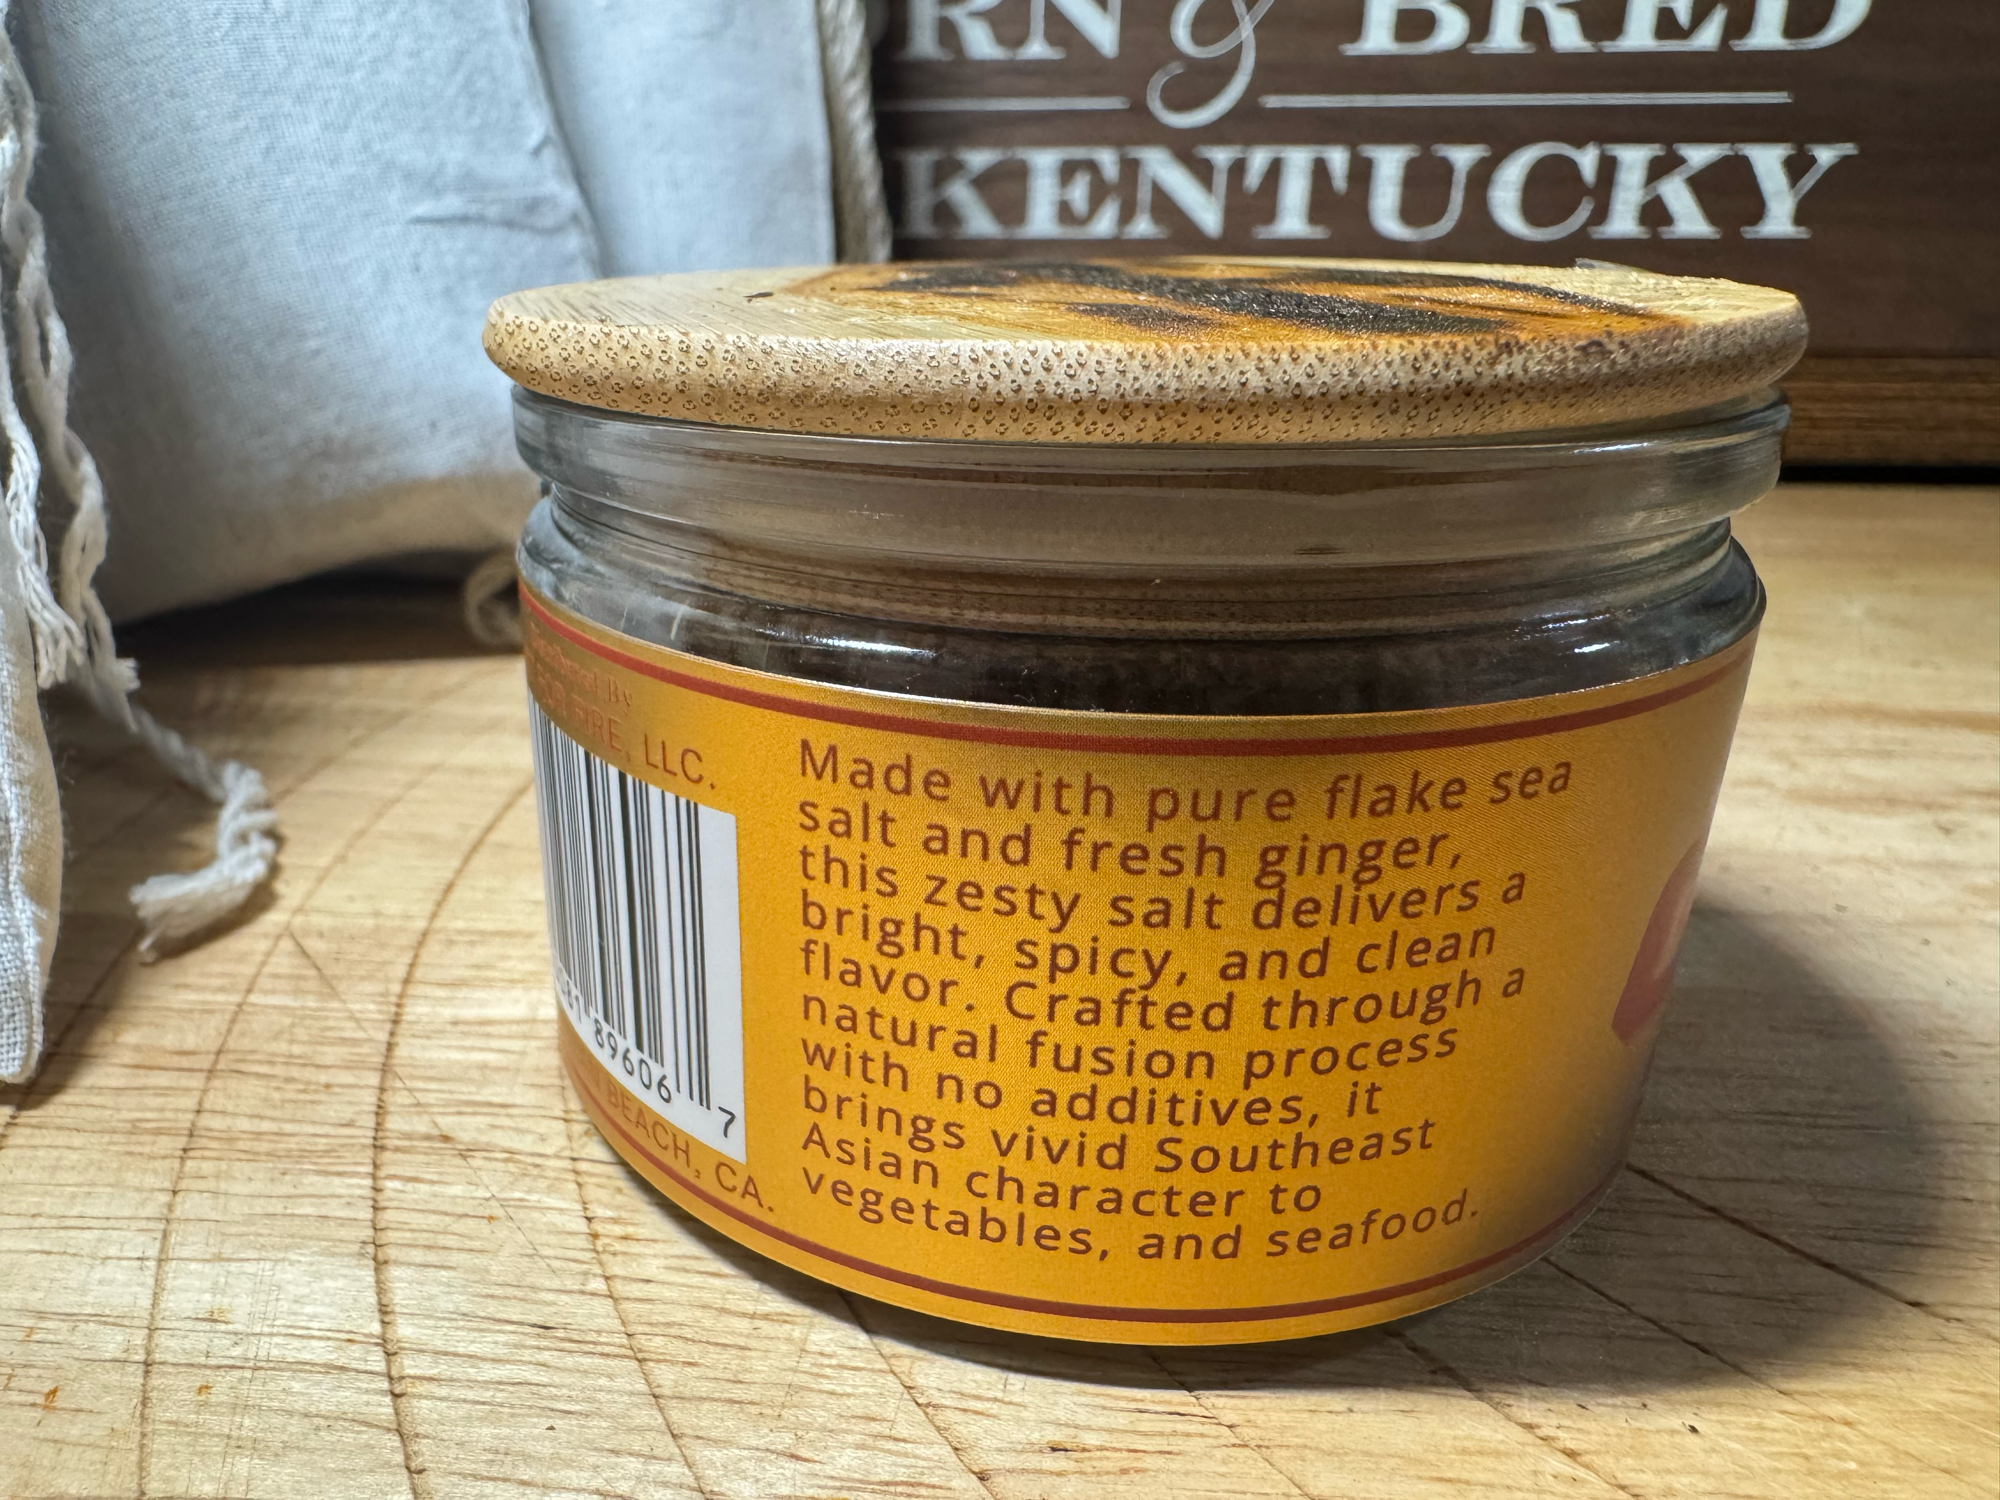 & BRED
KENTUCKY
By
FIRE, LLC.
89606 7
BEACH, CA.
Made with pure flake sea
salt and fresh ginger,
this zesty salt delivers a
bright, spicy, and clean
flavor. Crafted through a
natural fusion process
with no additives, it
brings vivid Southeast
Asian character to
vegetables, and seafood.